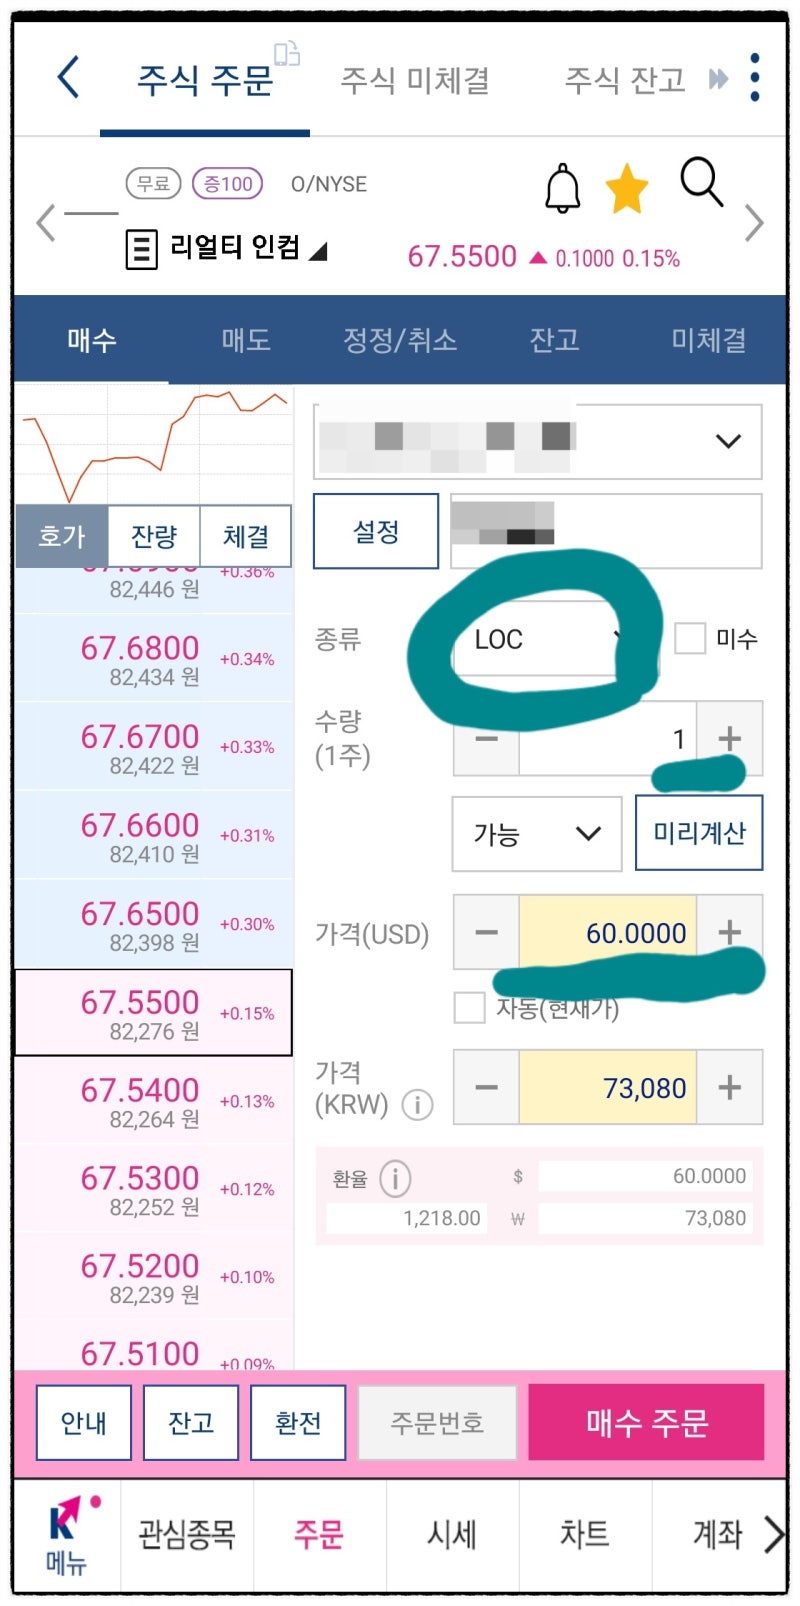 주식 주문 주식 미체결 주식 잔고
무료 증100 O/NYSE
리얼티 인컴 67.5500 ▲ 0.1000 0.15%
매수 매도 정정/취소 잔고 미체결
설정
호가 잔량 체결
+0.36%
82,446 원
종류 LOC 미수
67.6800 +0.34%
82,434 원
수량
(1주) 1
67.6700 +0.33%
82,422 원
가능 미리계산
67.6600 +0.31%
82,410 원
가격(USD) 60.0000
67.6500 +0.30%
82,398 원
자동(현재가)
67.5500 +0.15%
82,276 원
가격
(KRW) 73,080
67.5400 +0.13%
82,264 원
환율 $ 60.0000
1,218.00 ₩ 73,080
67.5300 +0.12%
82,252 원
67.5200 +0.10%
82,239 원
67.5100 +0.09%
안내 잔고 환전 주문번호 매수 주문
메뉴 관심종목 주문 시세 차트 계좌